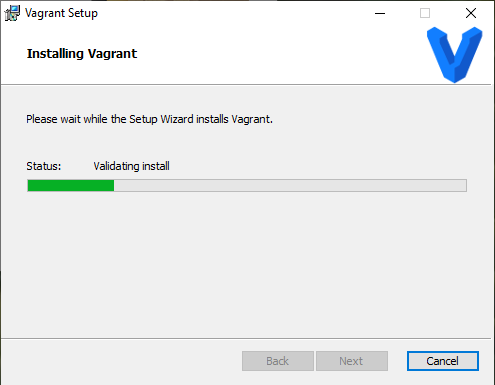 Vagrant Setup
Installing Vagrant
Please wait while the Setup Wizard installs Vagrant.
Status: Validating install
Back Next Cancel